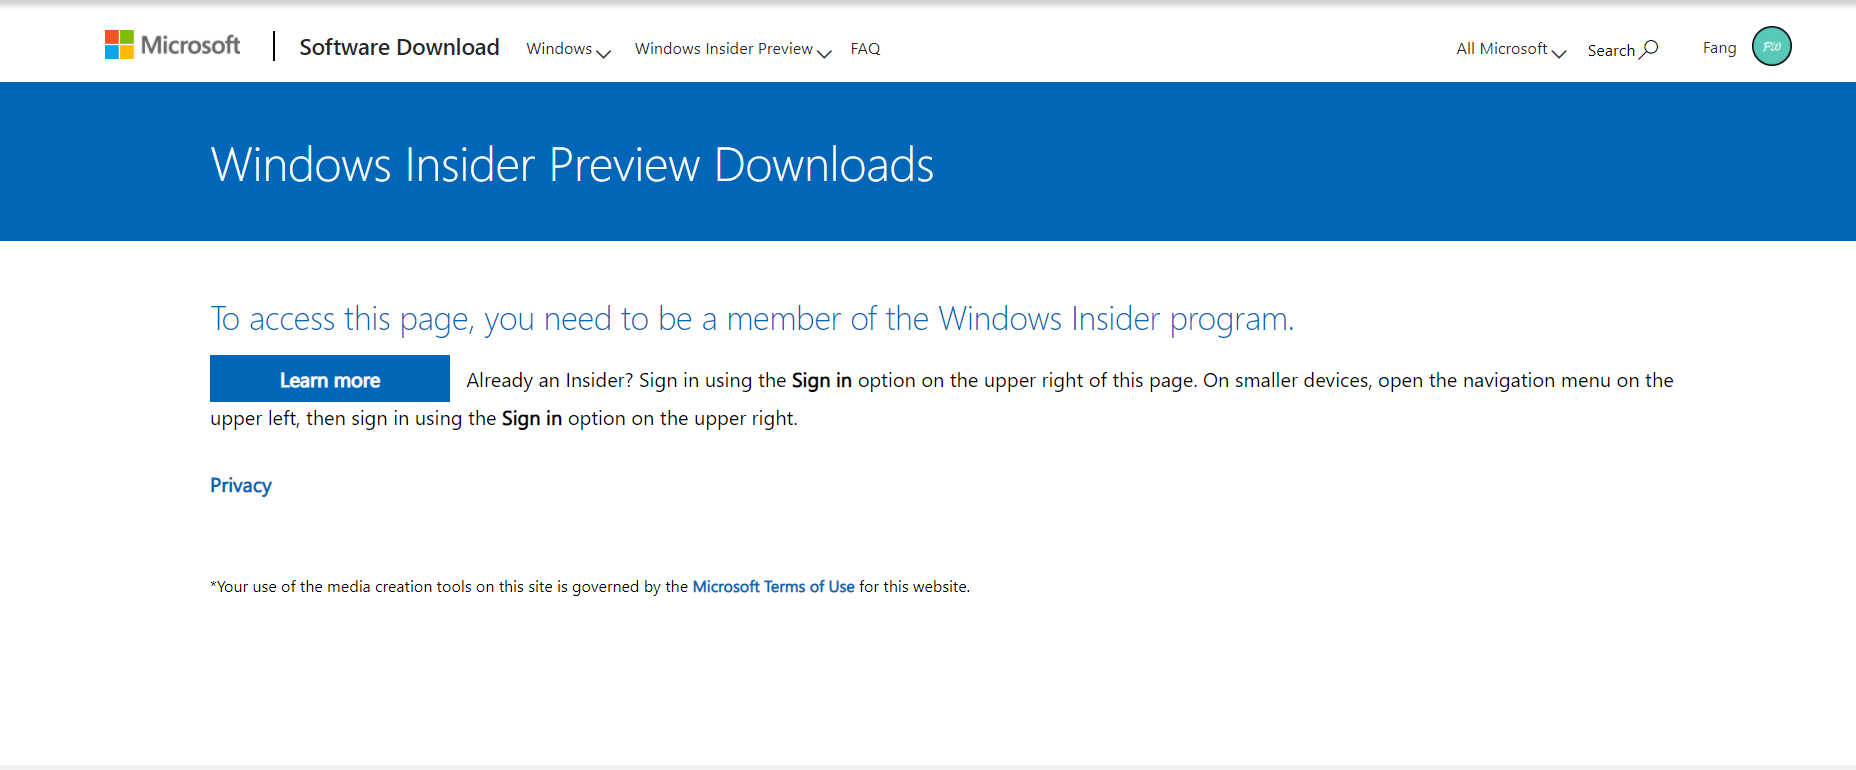 Microsoft Software Download Windows Windows Insider Preview FAQ All Microsoft Search Fang FW
Windows Insider Preview Downloads
To access this page, you need to be a member of the Windows Insider program.
Learn more Already an Insider? Sign in using the Sign in option on the upper right of this page. On smaller devices, open the navigation menu on the
upper left, then sign in using the Sign in option on the upper right.
Privacy
*Your use of the media creation tools on this site is governed by the Microsoft Terms of Use for this website.